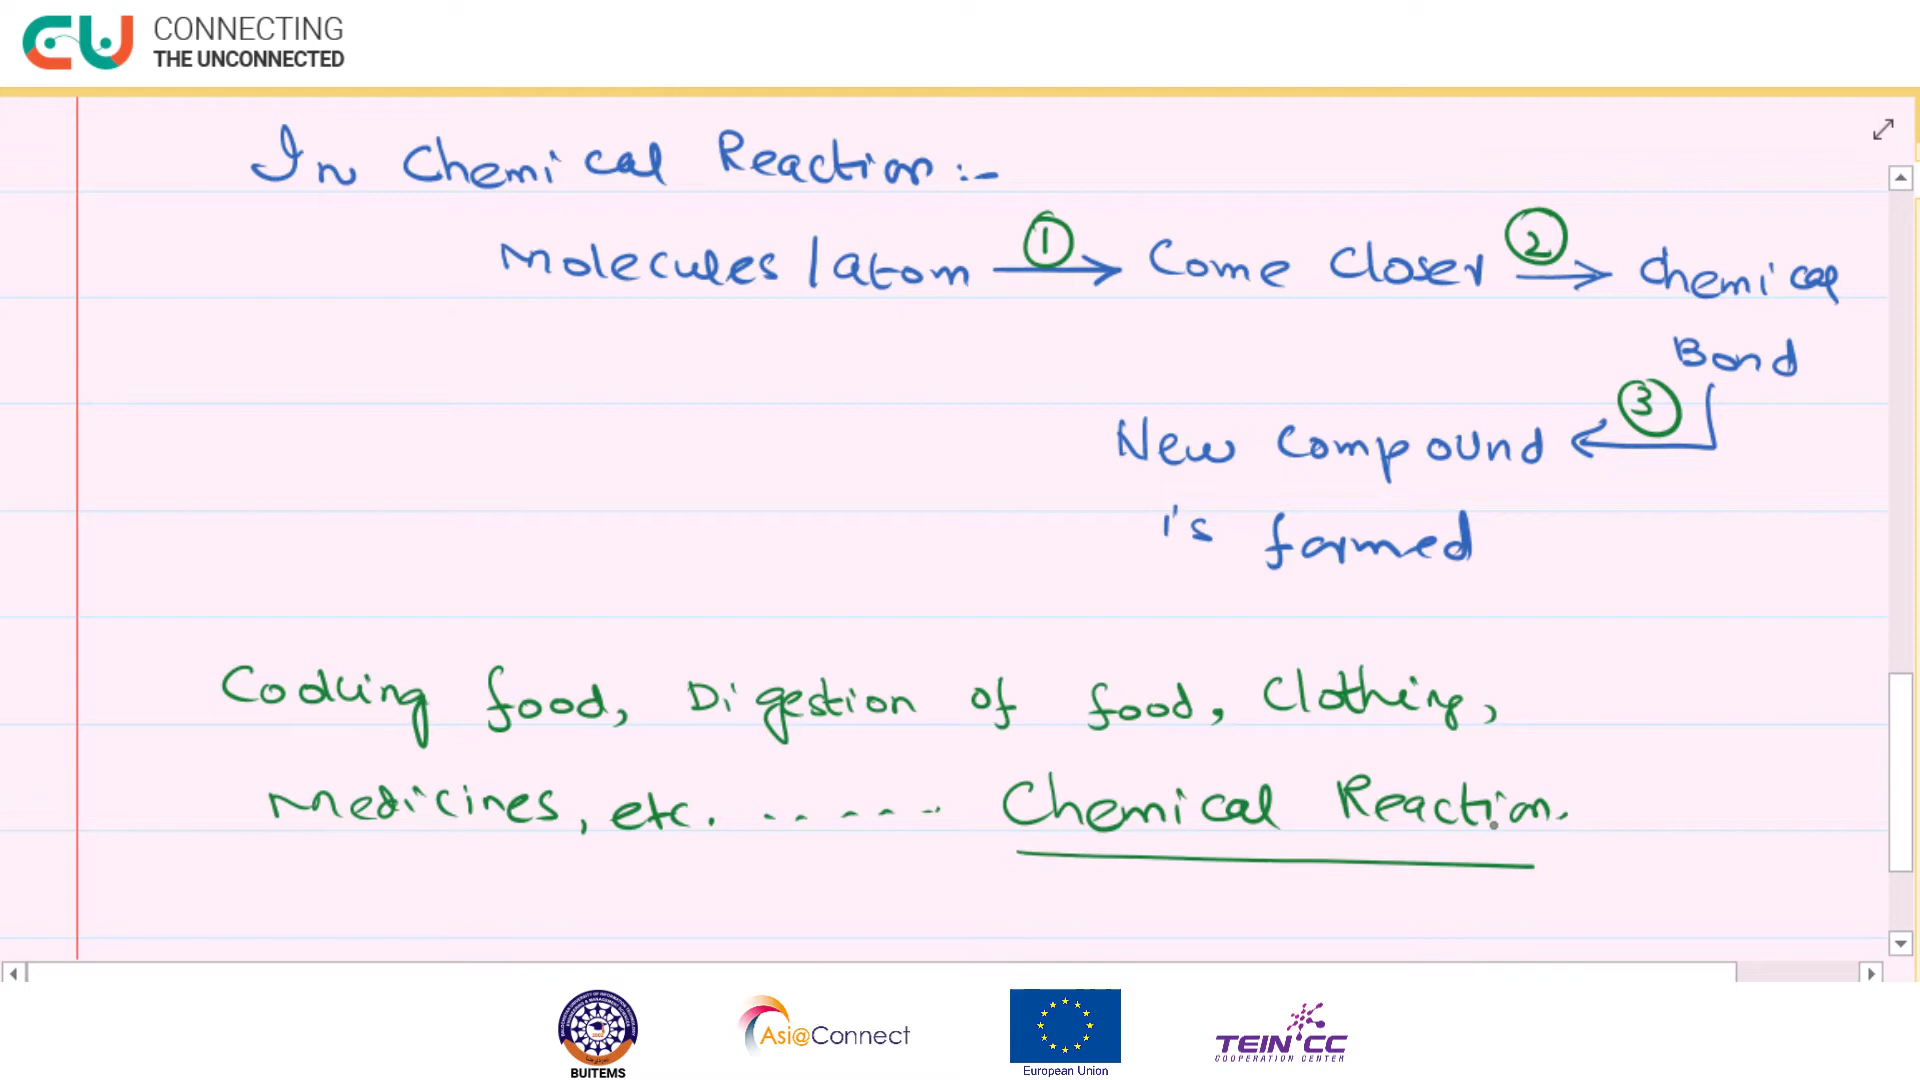 CONNECTING
THE UNCONNECTED
In Chemical Reaction :-
Molecules / atom ① → Come closer ② → chemical
Bond
③
New compound ←
is formed
Cooking food, Digestion of food, Clothing,
Medicines, etc. ...... Chemical Reaction.
Asi@Connect
TEIN*CC
COOPERATION CENTER
BUITEMS
European Union